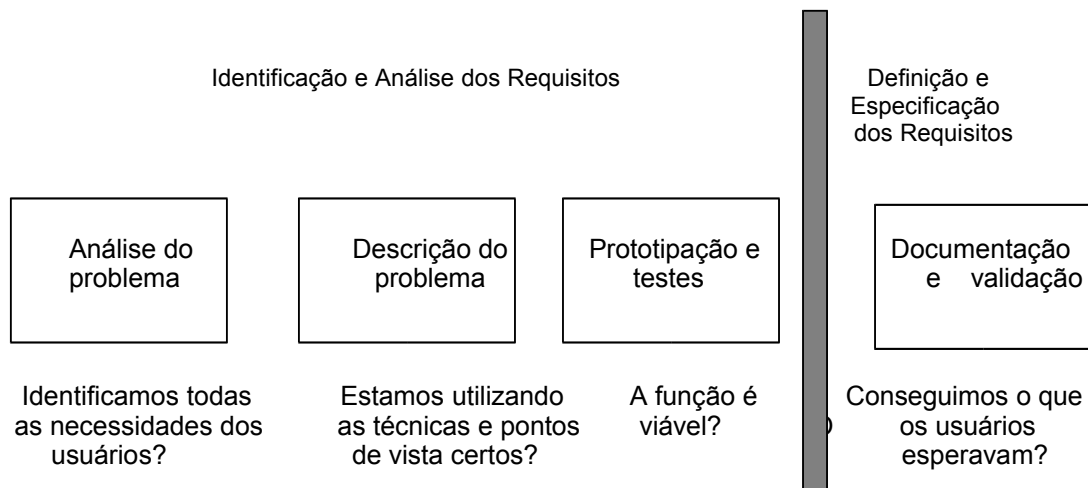 Identificação e Análise dos Requisitos
Definição e
Especificação
dos Requisitos
Análise do
problema
Descrição do
problema
Prototipação e
testes
Documentação
e validação
Identificamos todas
as necessidades dos
usuários?
Estamos utilizando
as técnicas e pontos
de vista certos?
A função é
viável?
Conseguimos o que
os usuários
esperavam?